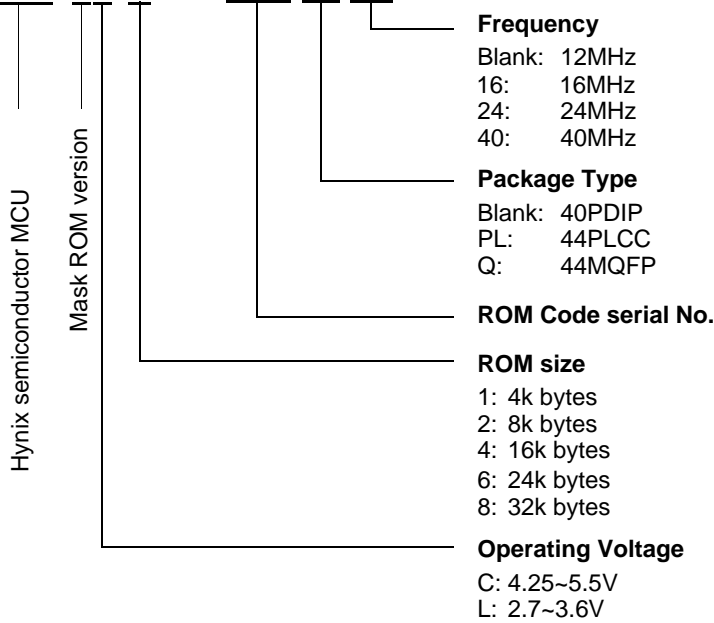 Frequency
Blank: 12MHz
16: 16MHz
24: 24MHz
40: 40MHz
Package Type
Blank: 40PDIP
PL: 44PLCC
Q: 44MQFP
ROM Code serial No.
ROM size
1: 4k bytes
2: 8k bytes
4: 16k bytes
6: 24k bytes
8: 32k bytes
Operating Voltage
C: 4.25~5.5V
L: 2.7~3.6V
Mask ROM version
Hynix semiconductor MCU